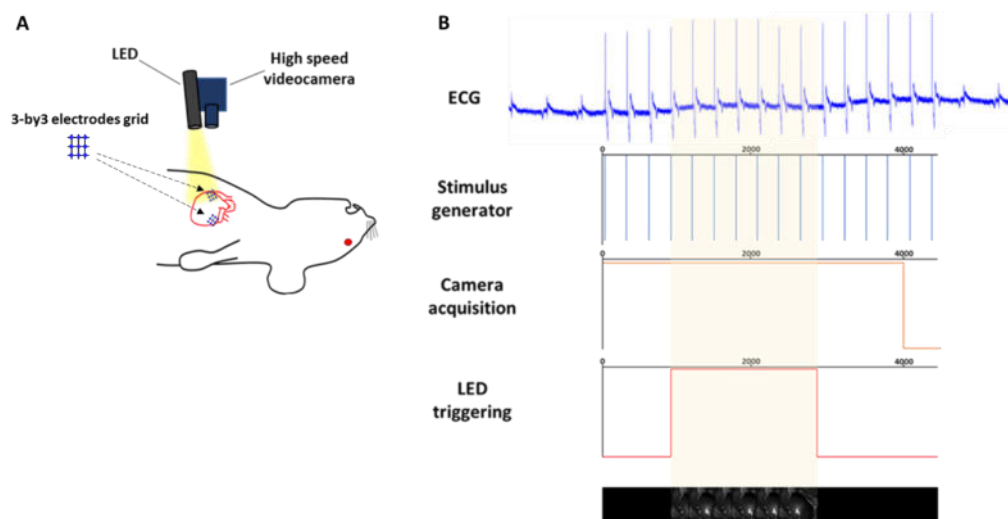 A
LED
High speed
videocamera
3-by3 electrodes grid
B
ECG
0
2000
4000
Stimulus
generator
0
2000
4000
Camera
acquisition
0
2000
4000
LED
triggering